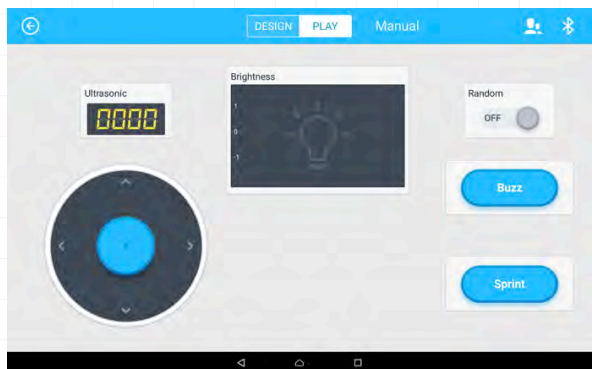 DESIGN PLAY Manual
Ultrasonic
0000
Brightness
1
0
-1
Random
OFF
Buzz
Sprint